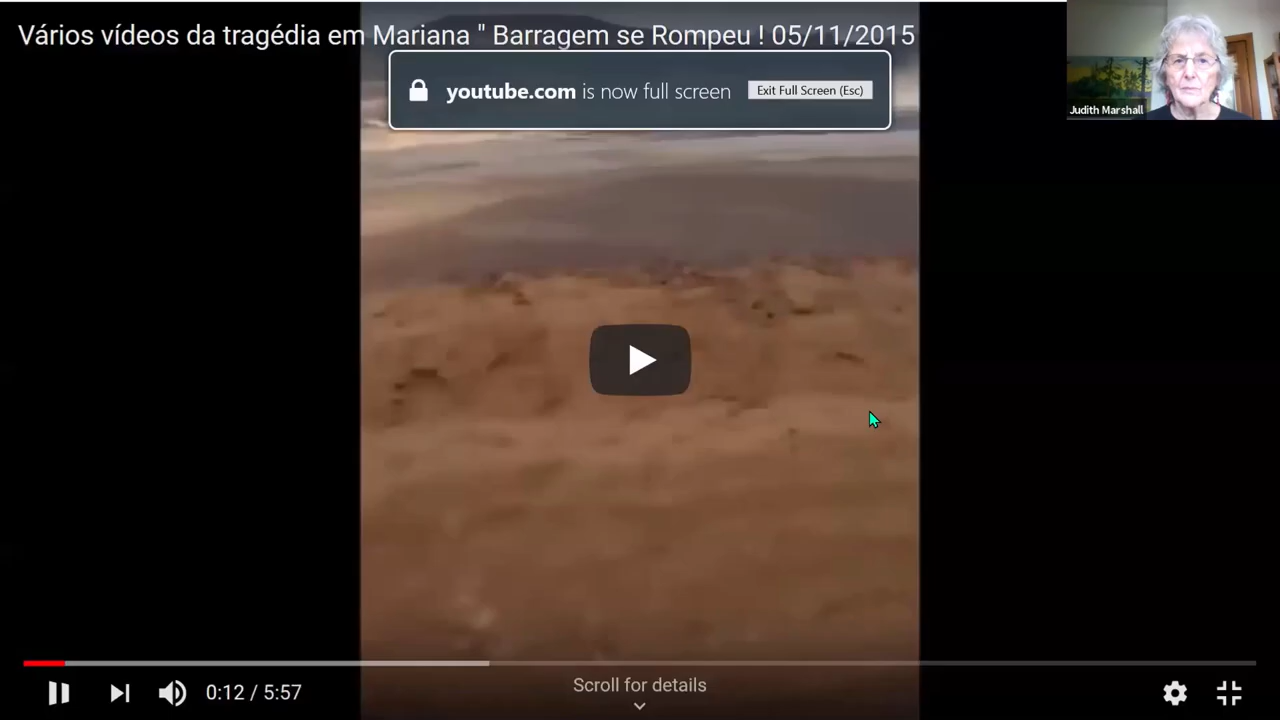 Vários vídeos da tragédia em Mariana " Barragem se Rompeu ! 05/11/2015
youtube.com is now full screen
Exit Full Screen (Esc)
Judith Marshall
0:12 / 5:57
Scroll for details